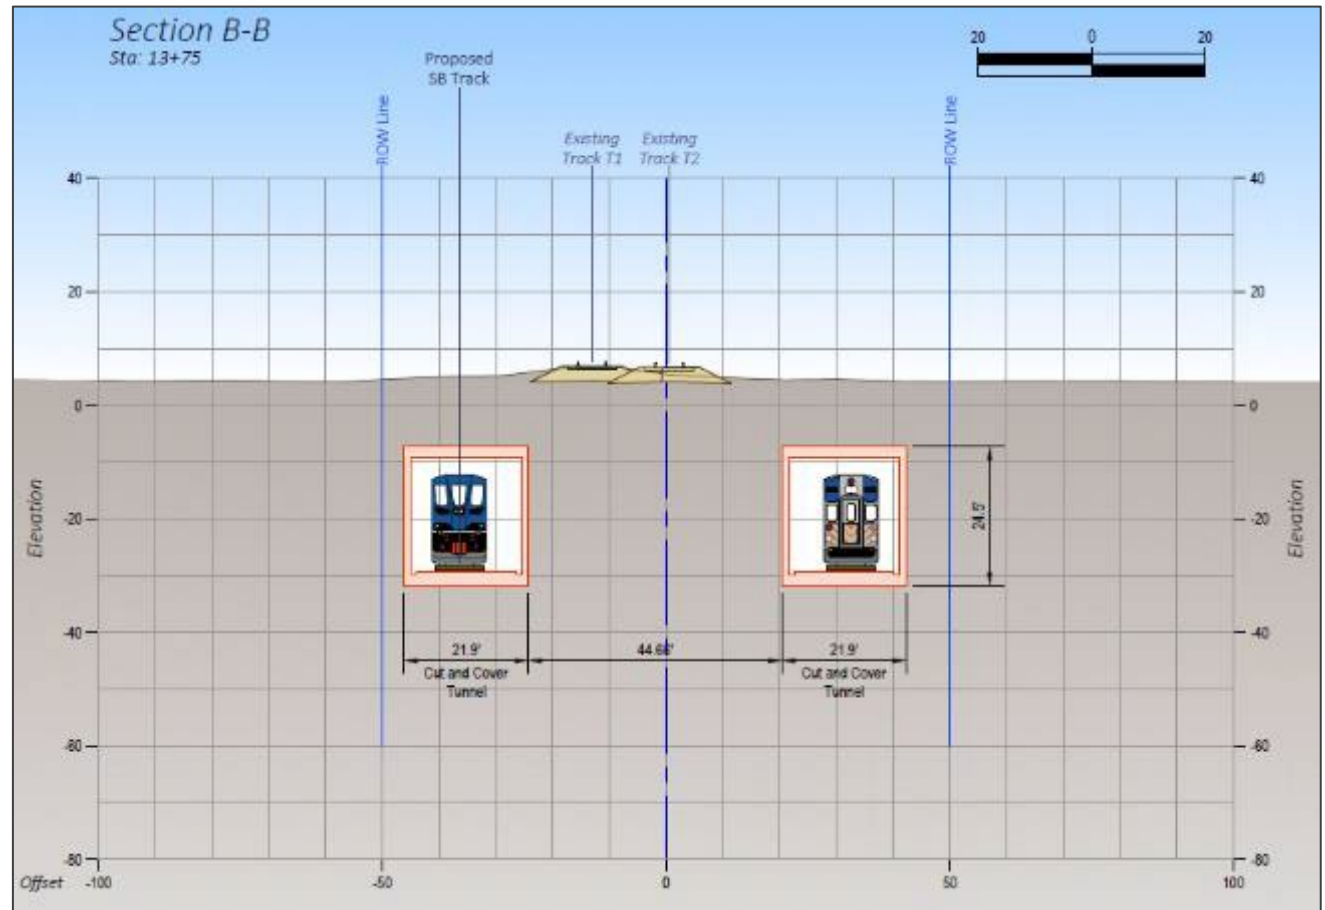 Section B-B
Sta: 13+75
20 0 20
Proposed
SB Track
ROW Line
ROW Line
Existing
Track T1
Existing
Track T2
40 40
20 20
0 0
-20 -20
-40 -40
-60 -60
-80 -80
Elevation
Elevation
24.5'
21.9'
Cut and Cover
Tunnel
44.66'
21.9'
Cut and Cover
Tunnel
Offset -100 -50 0 50 100